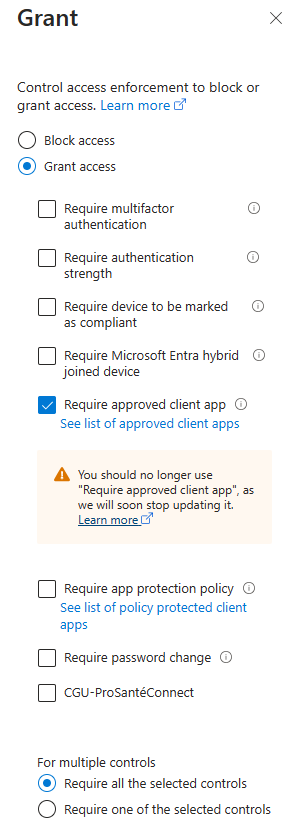 Grant
Control access enforcement to block or
grant access. Learn more
Block access
Grant access
Require multifactor
authentication
Require authentication
strength
Require device to be marked
as compliant
Require Microsoft Entra hybrid
joined device
Require approved client app
See list of approved client apps
You should no longer use
"Require approved client app", as
we will soon stop updating it.
Learn more
Require app protection policy
See list of policy protected client
apps
Require password change
CGU-ProSantéConnect
For multiple controls
Require all the selected controls
Require one of the selected controls